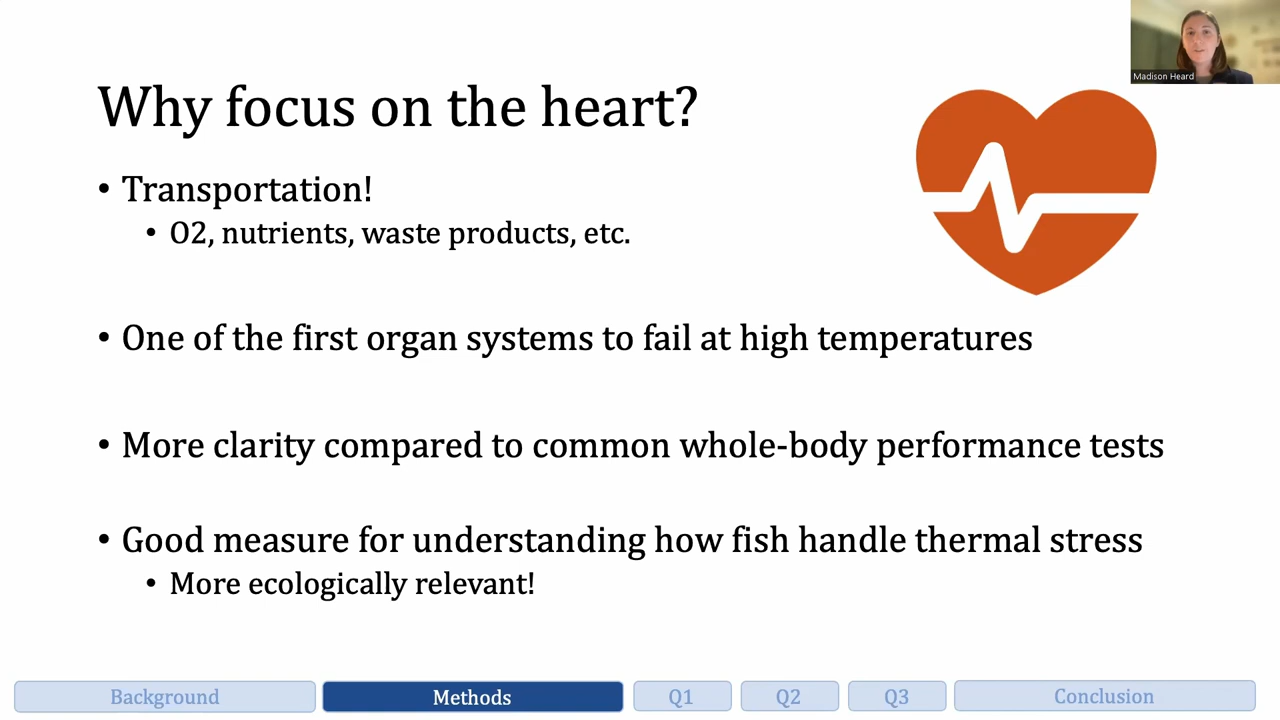 Madison Heard
Why focus on the heart?
• Transportation!
• O2, nutrients, waste products, etc.
• One of the first organ systems to fail at high temperatures
• More clarity compared to common whole-body performance tests
• Good measure for understanding how fish handle thermal stress
• More ecologically relevant!
Background
Methods
Q1
Q2
Q3
Conclusion